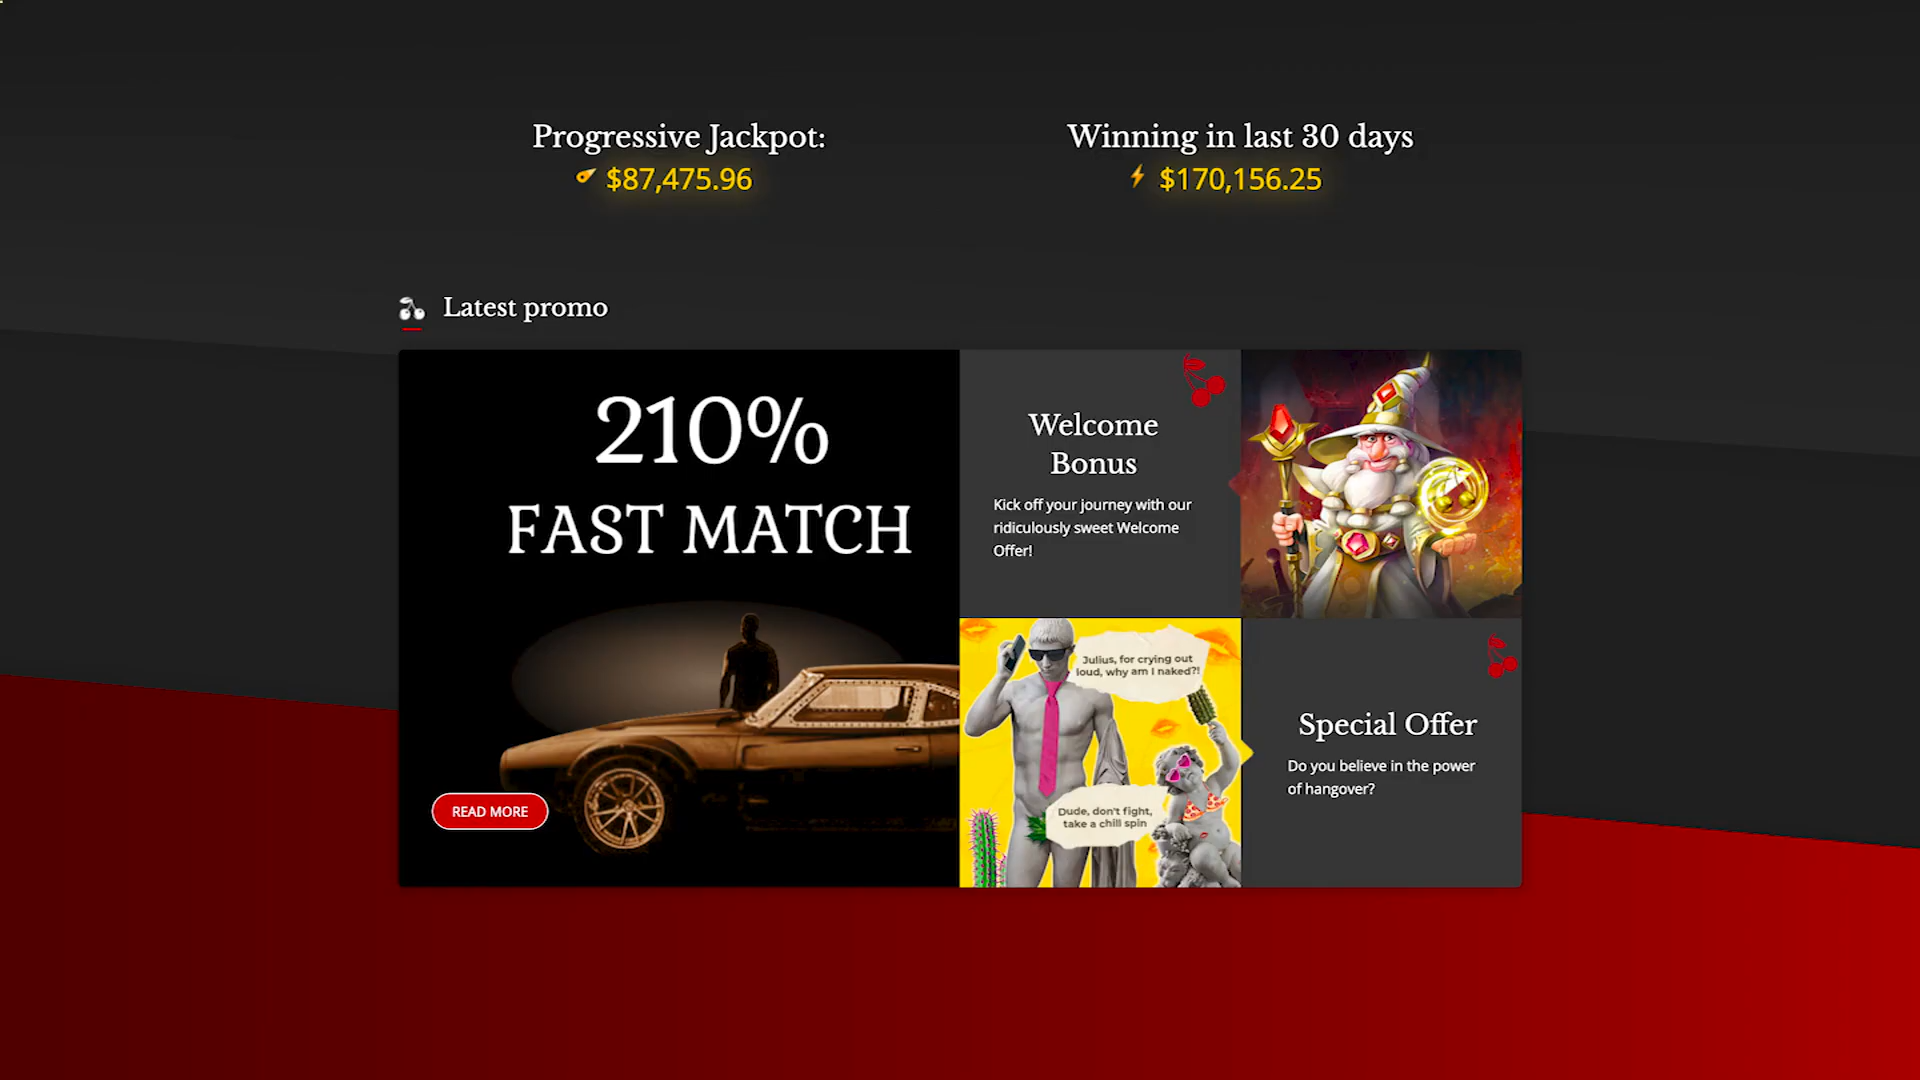 Progressive Jackpot:
$87,475.96
Winning in last 30 days
$170,156.25
Latest promo
210%
FAST MATCH
READ MORE
Welcome
Bonus
Kick off your journey with our
ridiculously sweet Welcome
Offer!
Julius, for crying out
loud, why am I naked?!
Dude, don't fight,
take a chill spin
Special Offer
Do you believe in the power
of hangover?